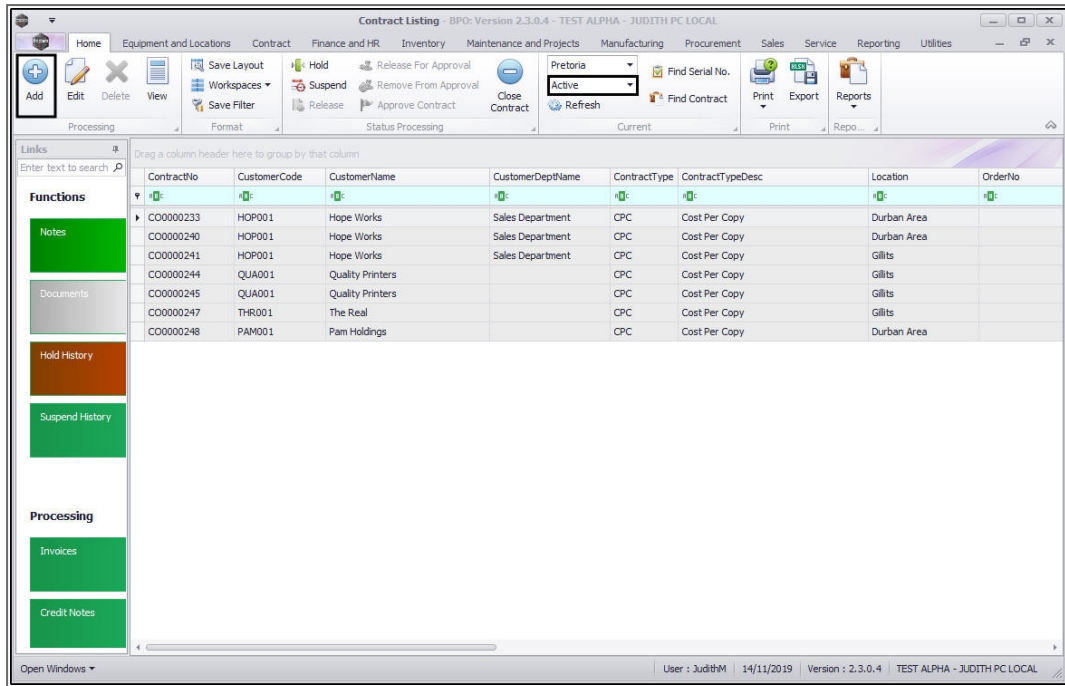 Contract Listing - BPO: Version 2.3.0.4 - TEST ALPHA - JUDITH PC LOCAL
Home Equipment and Locations Contract Finance and HR Inventory Maintenance and Projects Manufacturing Procurement Sales Service Reporting Utilities
Save Layout Hold Release For Approval Pretoria Find Serial No.
Workspaces Suspend Remove From Approval Active
Add Edit Delete View Save Filter Release Approve Contract Close Contract Refresh Find Contract Print Export Reports
Processing Format Status Processing Current Print Repo...
Links
Enter text to search
Drag a column header here to group by that column
ContractNo CustomerCode CustomerName CustomerDeptName ContractType ContractTypeDesc Location OrderNo
CO0000233 HOP001 Hope Works Sales Department CPC Cost Per Copy Durban Area
CO0000240 HOP001 Hope Works Sales Department CPC Cost Per Copy Durban Area
CO0000241 HOP001 Hope Works Sales Department CPC Cost Per Copy Gillits
CO0000244 QUA001 Quality Printers CPC Cost Per Copy Gillits
CO0000245 QUA001 Quality Printers CPC Cost Per Copy Gillits
CO0000247 THR001 The Real CPC Cost Per Copy Gillits
CO0000248 PAM001 Pam Holdings CPC Cost Per Copy Durban Area
Functions
Notes
Documents
Hold History
Suspend History
Processing
Invoices
Credit Notes
Open Windows User : JudithM 14/11/2019 Version : 2.3.0.4 TEST ALPHA - JUDITH PC LOCAL